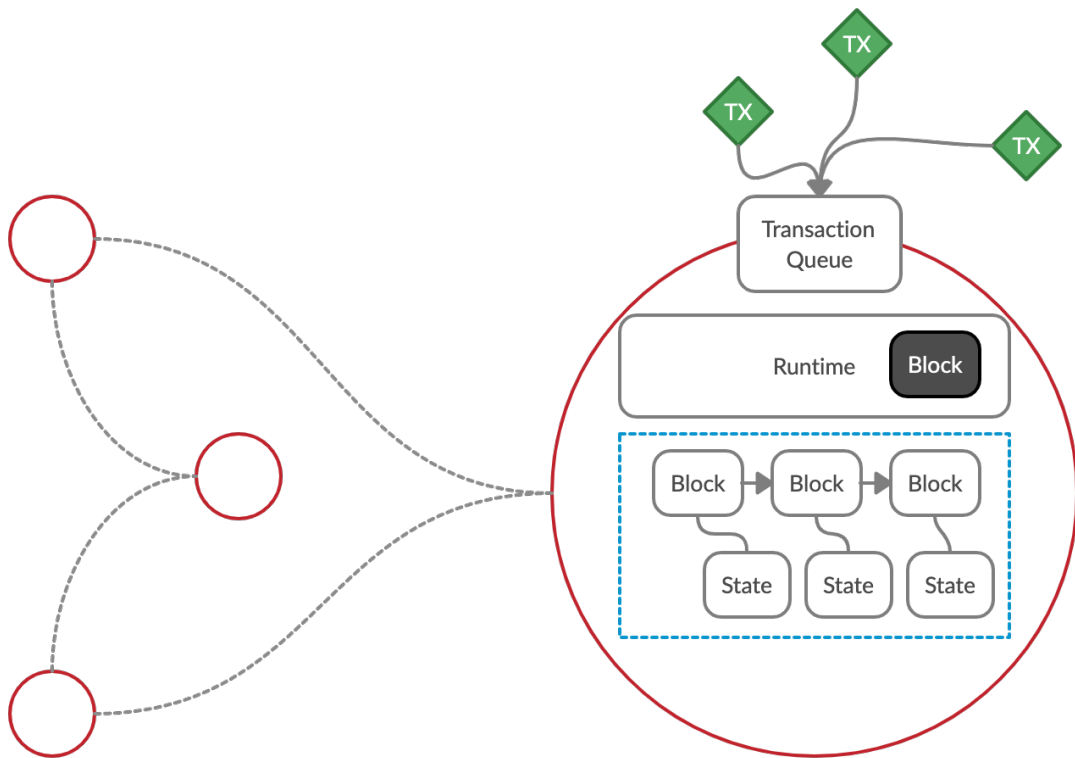 TX
TX
TX
Transaction
Queue
Runtime
Block
Block
Block
Block
State
State
State